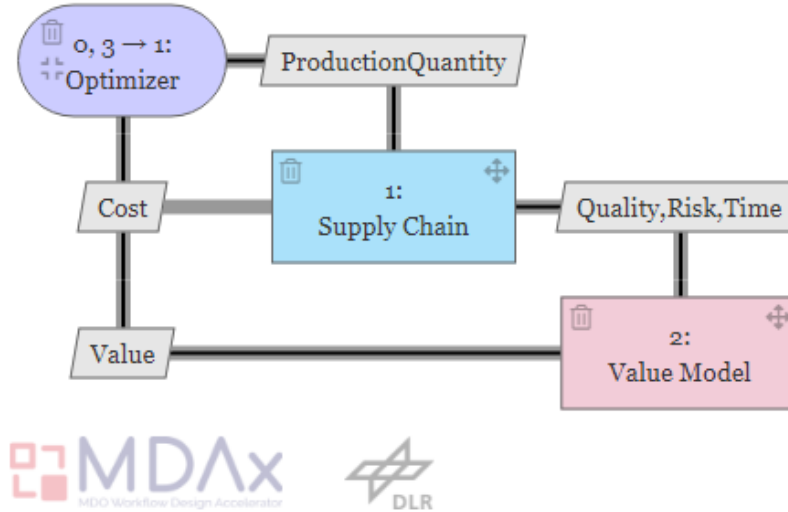 0, 3 → 1:
Optimizer
ProductionQuantity
1:
Supply Chain
Cost
Quality,Risk,Time
2:
Value Model
Value
MDAx
MDO Workflow Design Accelerator
DLR